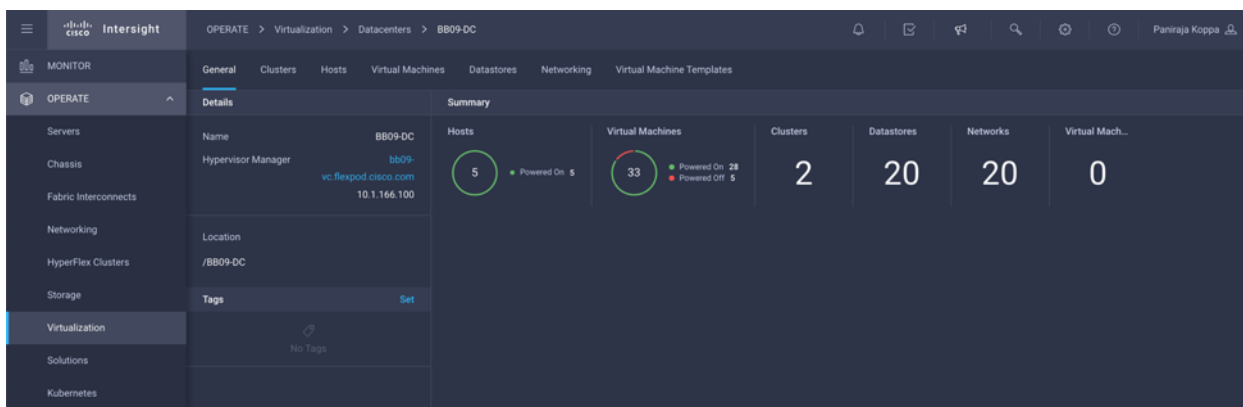 cisco Intersight
OPERATE > Virtualization > Datacenters > BB09-DC
Paniraja Koppa
MONITOR
OPERATE
Servers
Chassis
Fabric Interconnects
Networking
HyperFlex Clusters
Storage
Virtualization
Solutions
Kubernetes
General Clusters Hosts Virtual Machines Datastores Networking Virtual Machine Templates
Details
Name BB09-DC
Hypervisor Manager bb09-
vc.flexpod.cisco.com
10.1.166.100
Location
/BB09-DC
Tags Set
No Tags
Summary
Hosts
5
Powered On 5
Virtual Machines
33
Powered On 28
Powered Off 5
Clusters
2
Datastores
20
Networks
20
Virtual Mach...
0